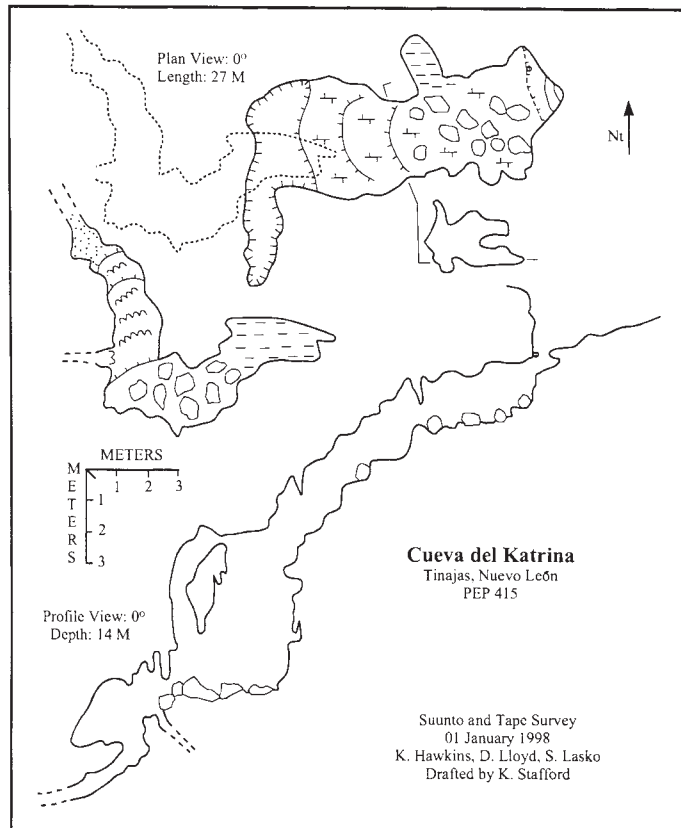 Plan View: 0°
Length: 27 M
Nt
METERS
1 2 3
METERS
1
2
3
Cueva del Katrina
Tinajas, Nuevo León
PEP 415
Profile View: 0°
Depth: 14 M
Suunto and Tape Survey
01 January 1998
K. Hawkins, D. Lloyd, S. Lasko
Drafted by K. Stafford